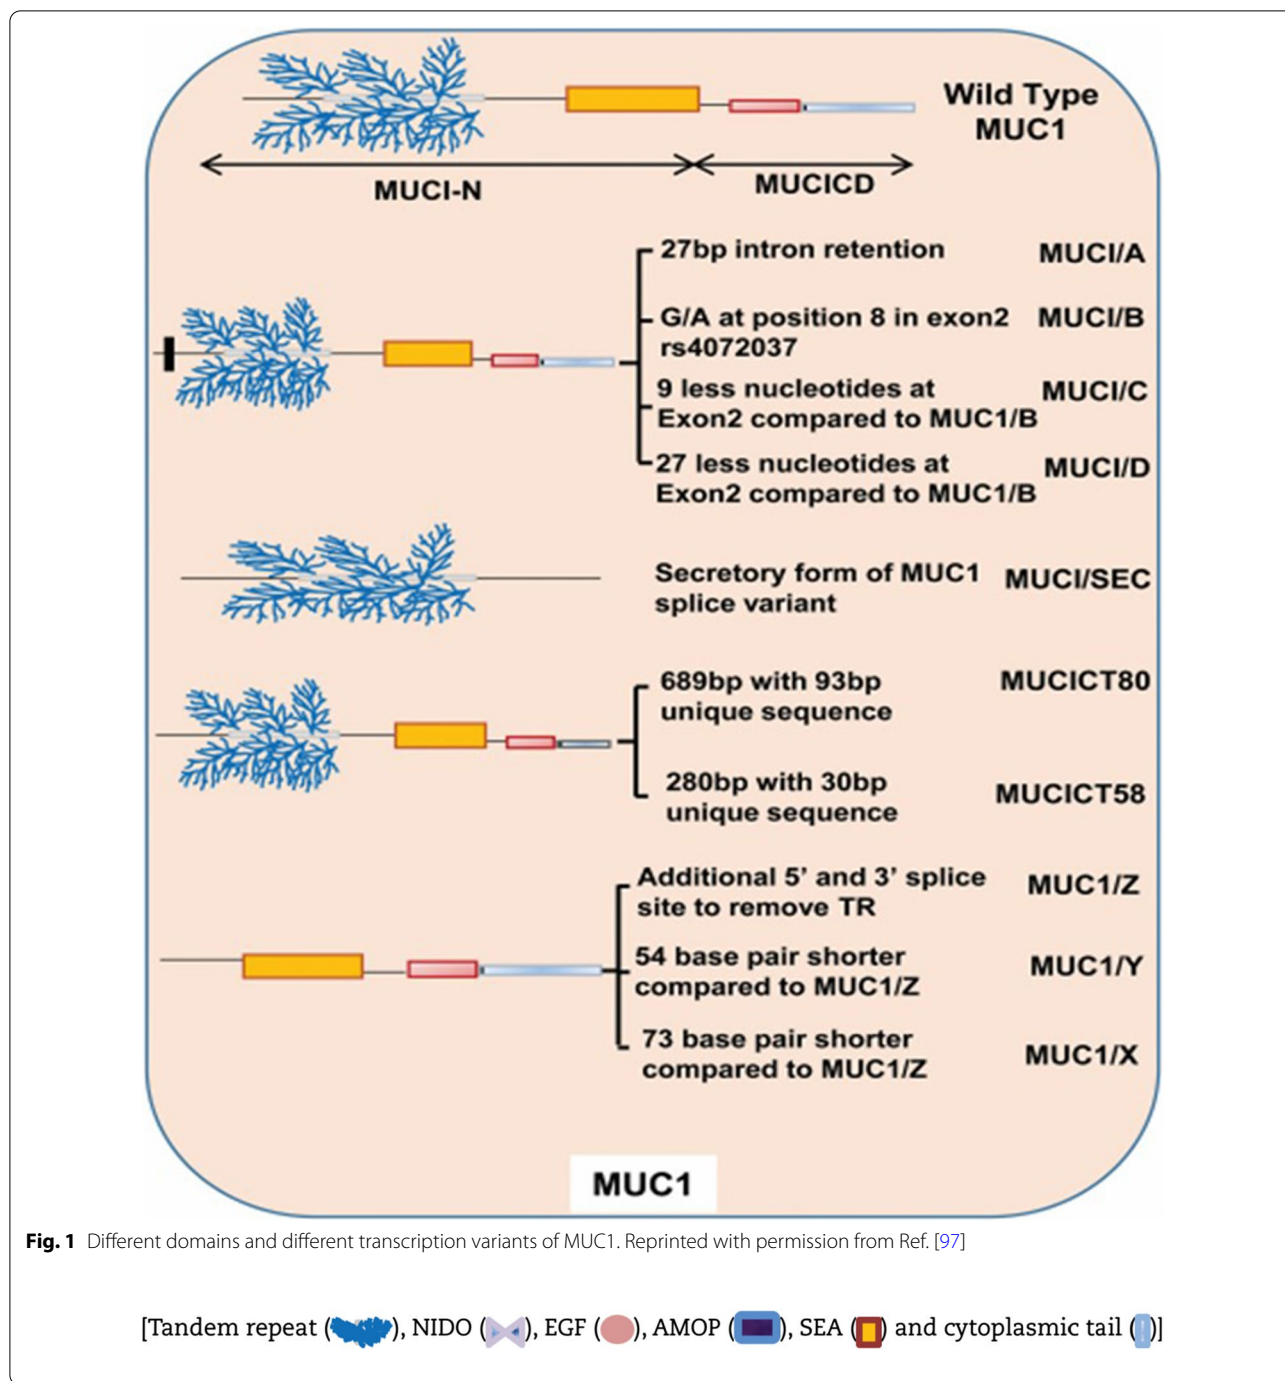 Wild Type
MUC1
MUCI-N
MUCICD
27bp intron retention
MUCI/A
G/A at position 8 in exon2
rs4072037
MUCI/B
9 less nucleotides at
Exon2 compared to MUC1/B
MUCI/C
27 less nucleotides at
Exon2 compared to MUC1/B
MUCI/D
Secretory form of MUC1
splice variant
MUCI/SEC
689bp with 93bp
unique sequence
MUCICT80
280bp with 30bp
unique sequence
MUCICT58
Additional 5’ and 3’ splice
site to remove TR
MUC1/Z
54 base pair shorter
compared to MUC1/Z
MUC1/Y
73 base pair shorter
compared to MUC1/Z
MUC1/X
MUC1
Fig. 1 Different domains and different transcription variants of MUC1. Reprinted with permission from Ref. [97]
[Tandem repeat ( ), NIDO ( ), EGF ( ), AMOP ( ), SEA ( ) and cytoplasmic tail ( )]